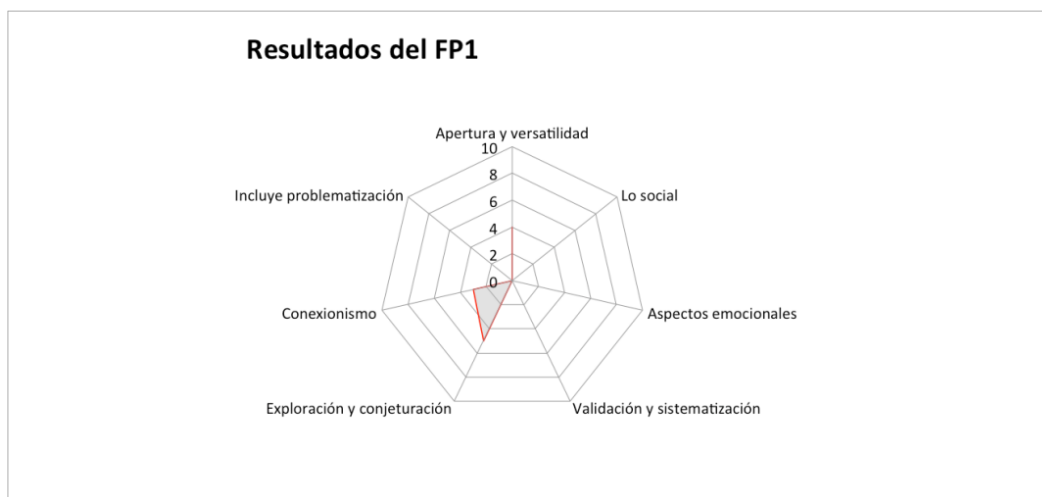 Resultados del FP1
Apertura y versatilidad
10
8
6
4
2
0
Lo social
Aspectos emocionales
Validación y sistematización
Exploración y conjeturación
Conexionismo
Incluye problematización